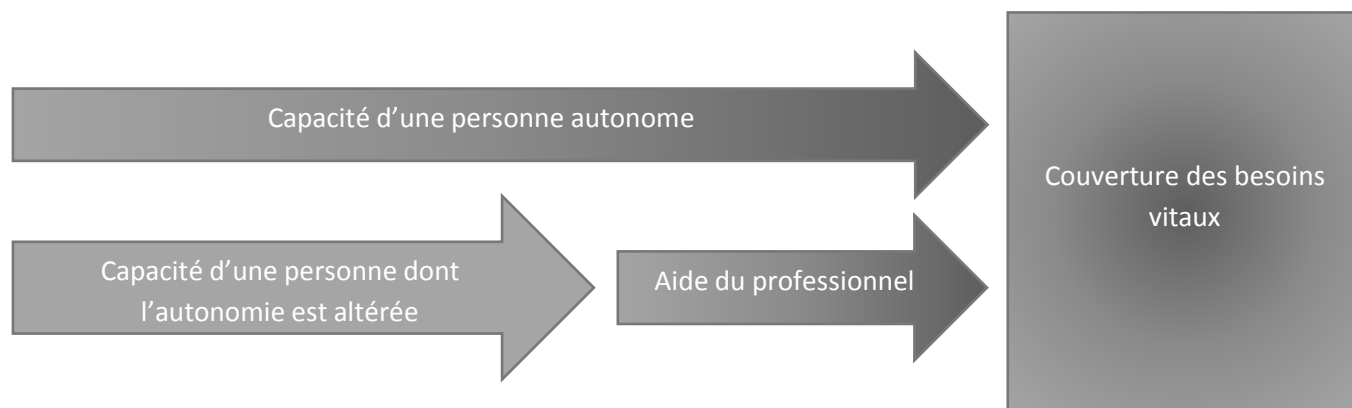 Capacité d’une personne autonome
Couverture des besoins
vitaux
Capacité d’une personne dont
l’autonomie est altérée
Aide du professionnel